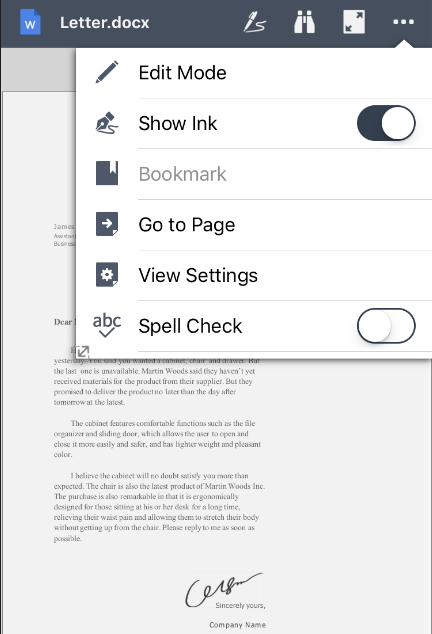 W
Letter.docx
Edit Mode
Show Ink
Bookmark
Go to Page
View Settings
abc
Spell Check
James
Assistan
Business
Dear
yesterday. You said you wanted a cabinet, chair and drawer. But
the last one is unavailable. Martin Woods said they haven't yet
received materials for the product from their supplier. But they
promised to deliver the product no later than the day after
tomorrow at the latest.
The cabinet features comfortable functions such as the file
organizer and sliding door, which allows the user to open and
close it more easily and safer, and has lighter weight and pleasant
color.
I believe the cabinet will no doubt satisfy you more than
expected. The chair is also the latest product of Martin Woods Inc.
The purchase is also remarkable in that it is ergonomically
designed for those sitting at his or her desk for a long time,
relieving their waist pain and allowing them to stretch their body
without getting up from the chair. Please reply to me as soon as
possible.
Sincerely yours,
Company Name